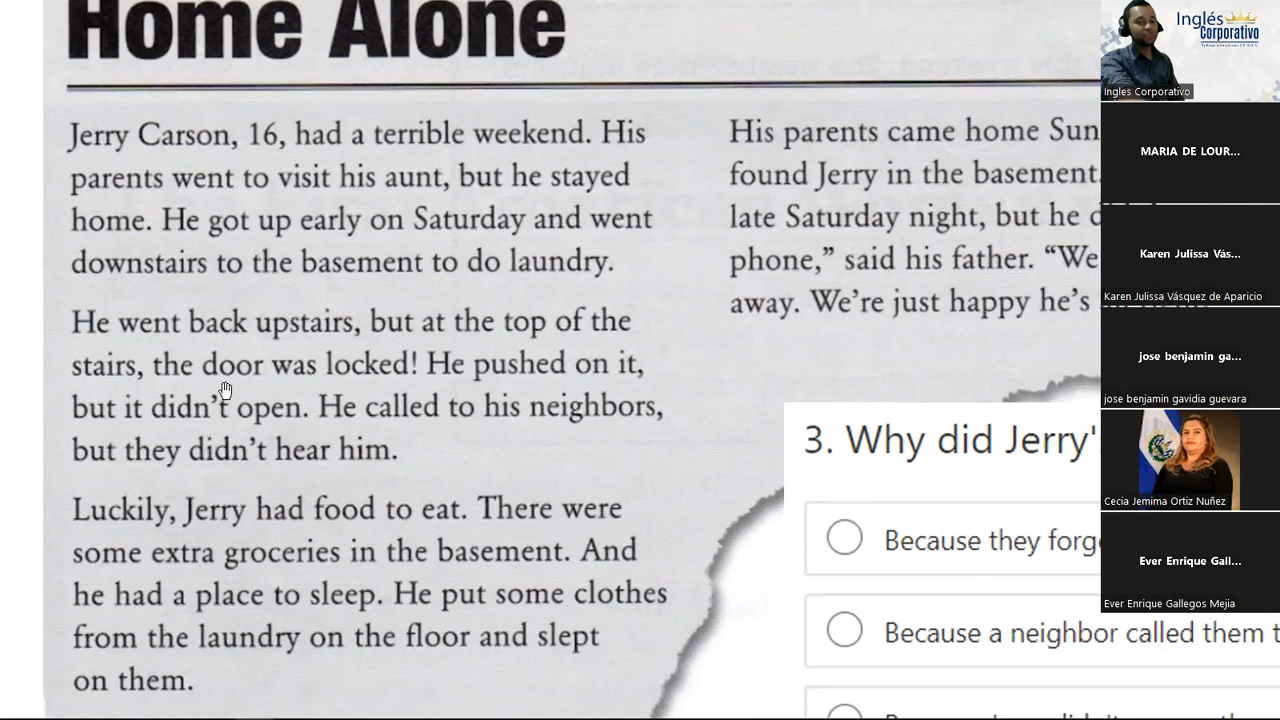 Home Alone
Jerry Carson, 16, had a terrible weekend. His
parents went to visit his aunt, but he stayed
home. He got up early on Saturday and went
downstairs to the basement to do laundry.
He went back upstairs, but at the top of the
stairs, the door was locked! He pushed on it,
but it didn't open. He called to his neighbors,
but they didn't hear him.
Luckily, Jerry had food to eat. There were
some extra groceries in the basement. And
he had a place to sleep. He put some clothes
from the laundry on the floor and slept
on them.
His parents came home Sun
found Jerry in the basement.
late Saturday night, but he d
phone,” said his father. “We
away. We're just happy he's
3. Why did Jerry'
Because they forg
Because a neighbor called them t
Inglés
Corporativo
Ingles Corporativo
MARIA DE LOUR...
Karen Julissa Vás...
Karen Julissa Vásquez de Aparicio
jose benjamin ga...
jose benjamin gavidia guevara
Cecia Jemima Ortiz Nuñez
Ever Enrique Gall...
Ever Enrique Gallegos Mejia